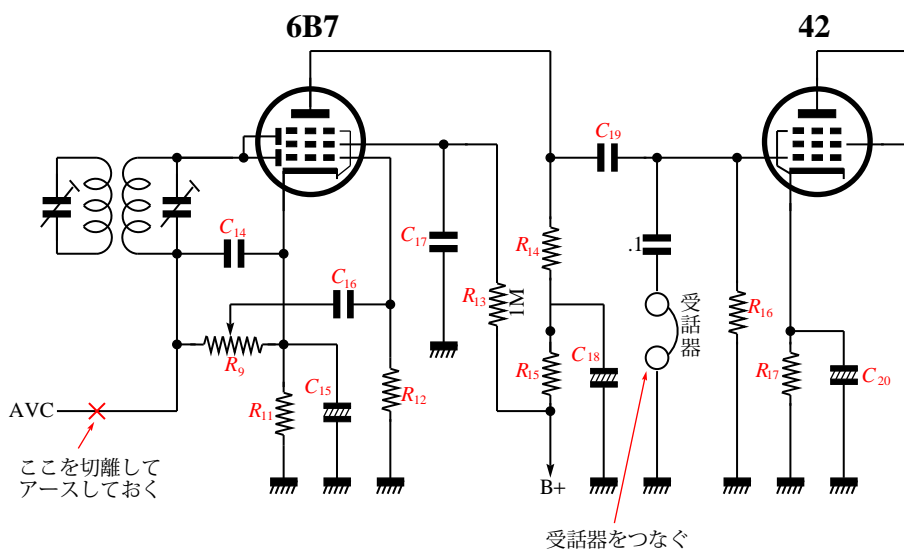 6B7
42
C19
C14
C17
.1
R14
C16
受話器
R13
1M
R16
R9
C18
R15
R17
C20
C15
R12
R11
AVC
ここを切離して
アースしておく
B+
受話器をつなぐ